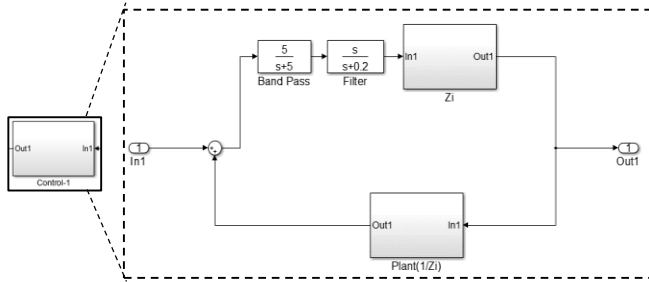 5
s+5
Band Pass
s
s+0.2
Filter
In1
Out1
Zi
Out1
In1
Control-1
1
In1
1
Out1
Out1
In1
Plant(1/Zi)